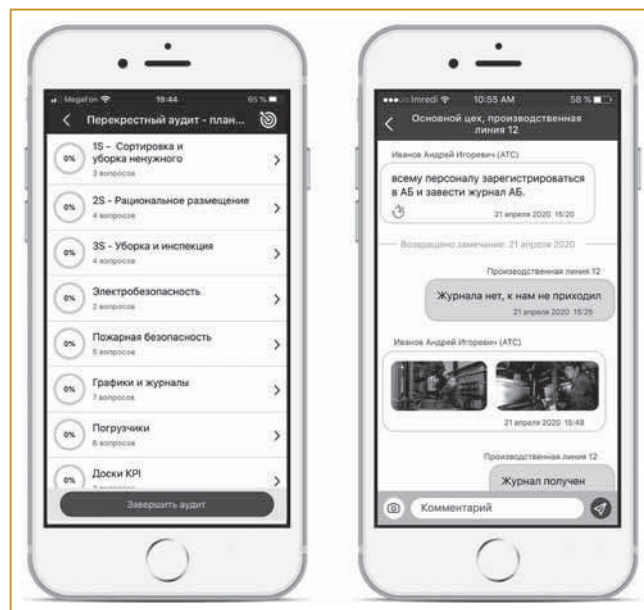 MegaFon 19:44 65 %
Перекрестный аудит - план...
0% 1S - Сортировка и
уборка ненужного
3 вопросов
0% 2S - Рациональное размещение
4 вопросов
0% 3S - Уборка и инспекция
4 вопросов
0% Электробезопасность
2 вопросов
0% Пожарная безопасность
5 вопросов
0% Графики и журналы
7 вопросов
0% Погрузчики
6 вопросов
0% Доски KPI
вопросов
Завершить аудит
Imredi 10:55 AM 58 %
Основной цех, производственная
линия 12
Иванов Андрей Игоревич (АТС)
всему персоналу зарегистрироваться
в АБ и завести журнал АБ.
21 апреля 2020 15:20
Возвращено замечание: 21 апреля 2020
Производственная линия 12
Журнала нет, к нам не приходил
21 апреля 2020 15:29
Иванов Андрей Игоревич (АТС)
21 апреля 2020 15:48
Производственная линия 12
Журнал получен
Комментарий